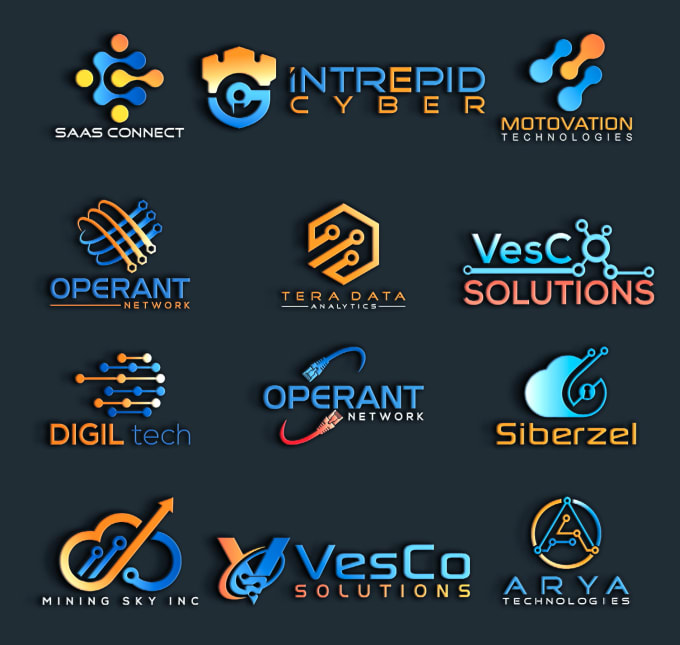 SAAS CONNECT
INTREPID
CYBER
MOTOVATION
TECHNOLOGIES
OPERANT
NETWORK
TERA DATA
ANALYTICS
VesCo
SOLUTIONS
DIGIL tech
OPERANT
NETWORK
Siberzel
MINING SKY INC
VesCo
SOLUTIONS
ARYA
TECHNOLOGIES